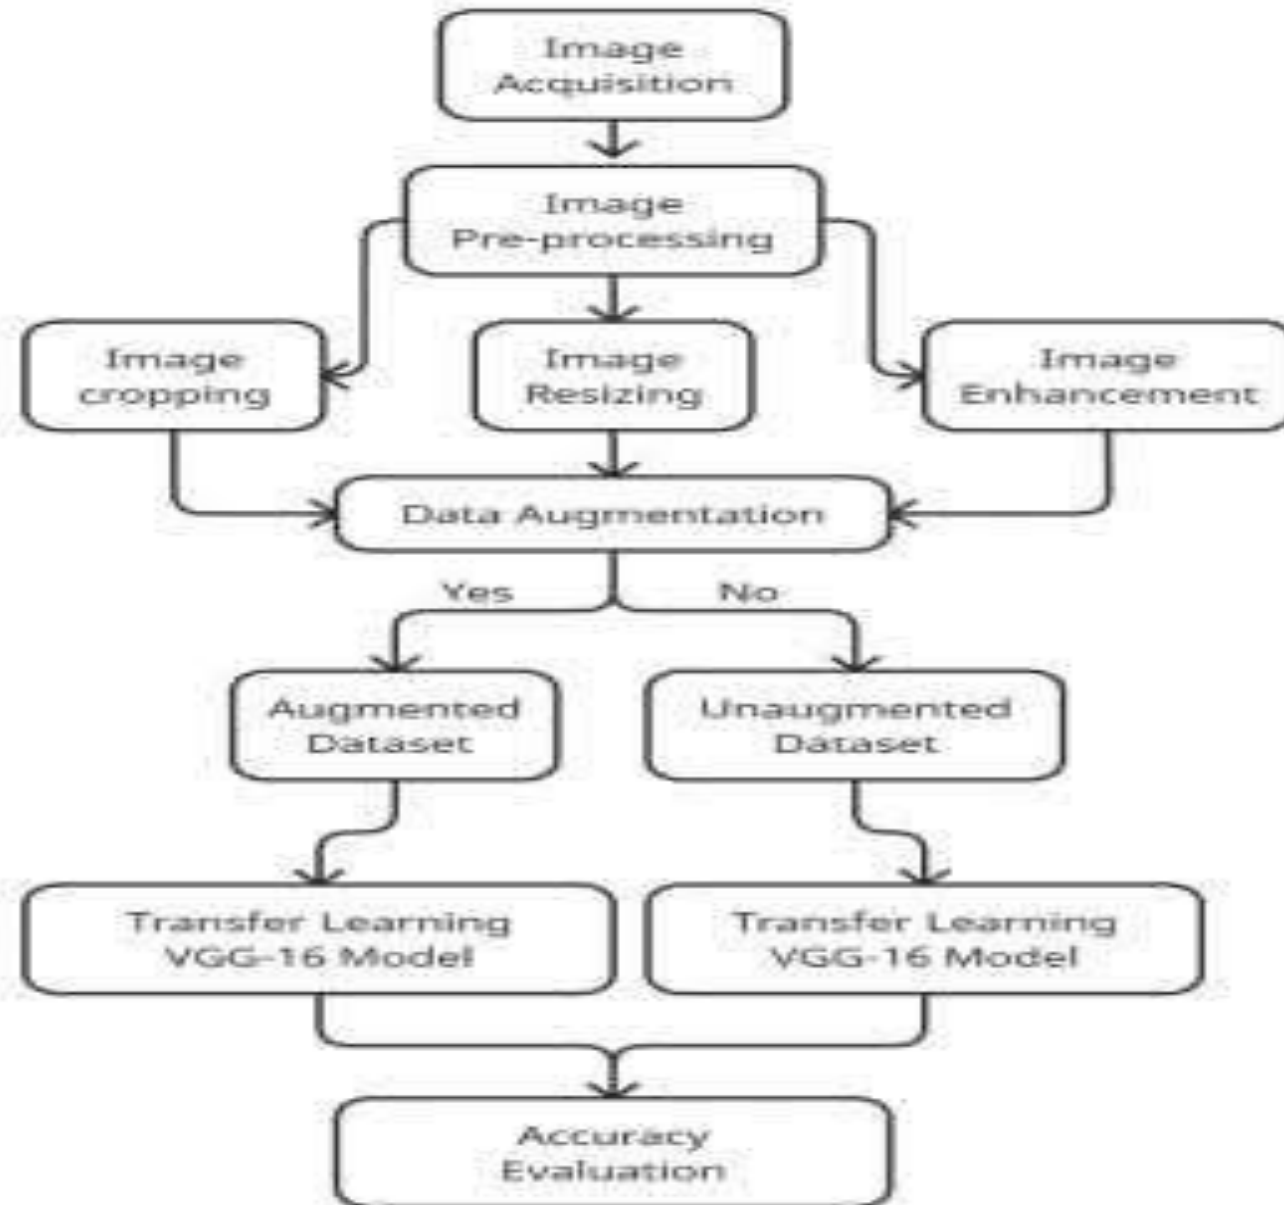 Image
Acquisition
Image
Pre-processing
Image
cropping
Image
Resizing
Image
Enhancement
Data Augmentation
Yes
No
Augmented
Dataset
Unaugmented
Dataset
Transfer Learning
VGG-16 Model
Transfer Learning
VGG-16 Model
Accuracy
Evaluation